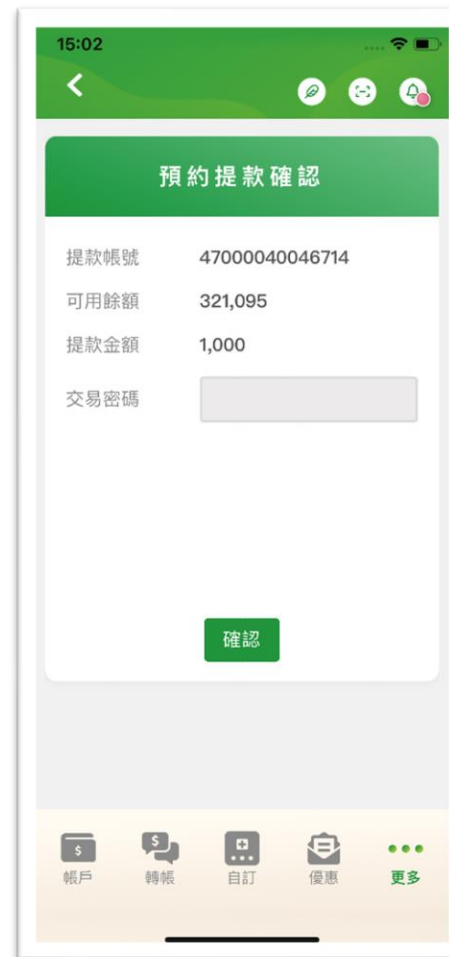 15:02
預約提款確認
提款帳號 47000040046714
可用餘額 321,095
提款金額 1,000
交易密碼
確認
帳戶 轉帳 自訂 優惠 更多